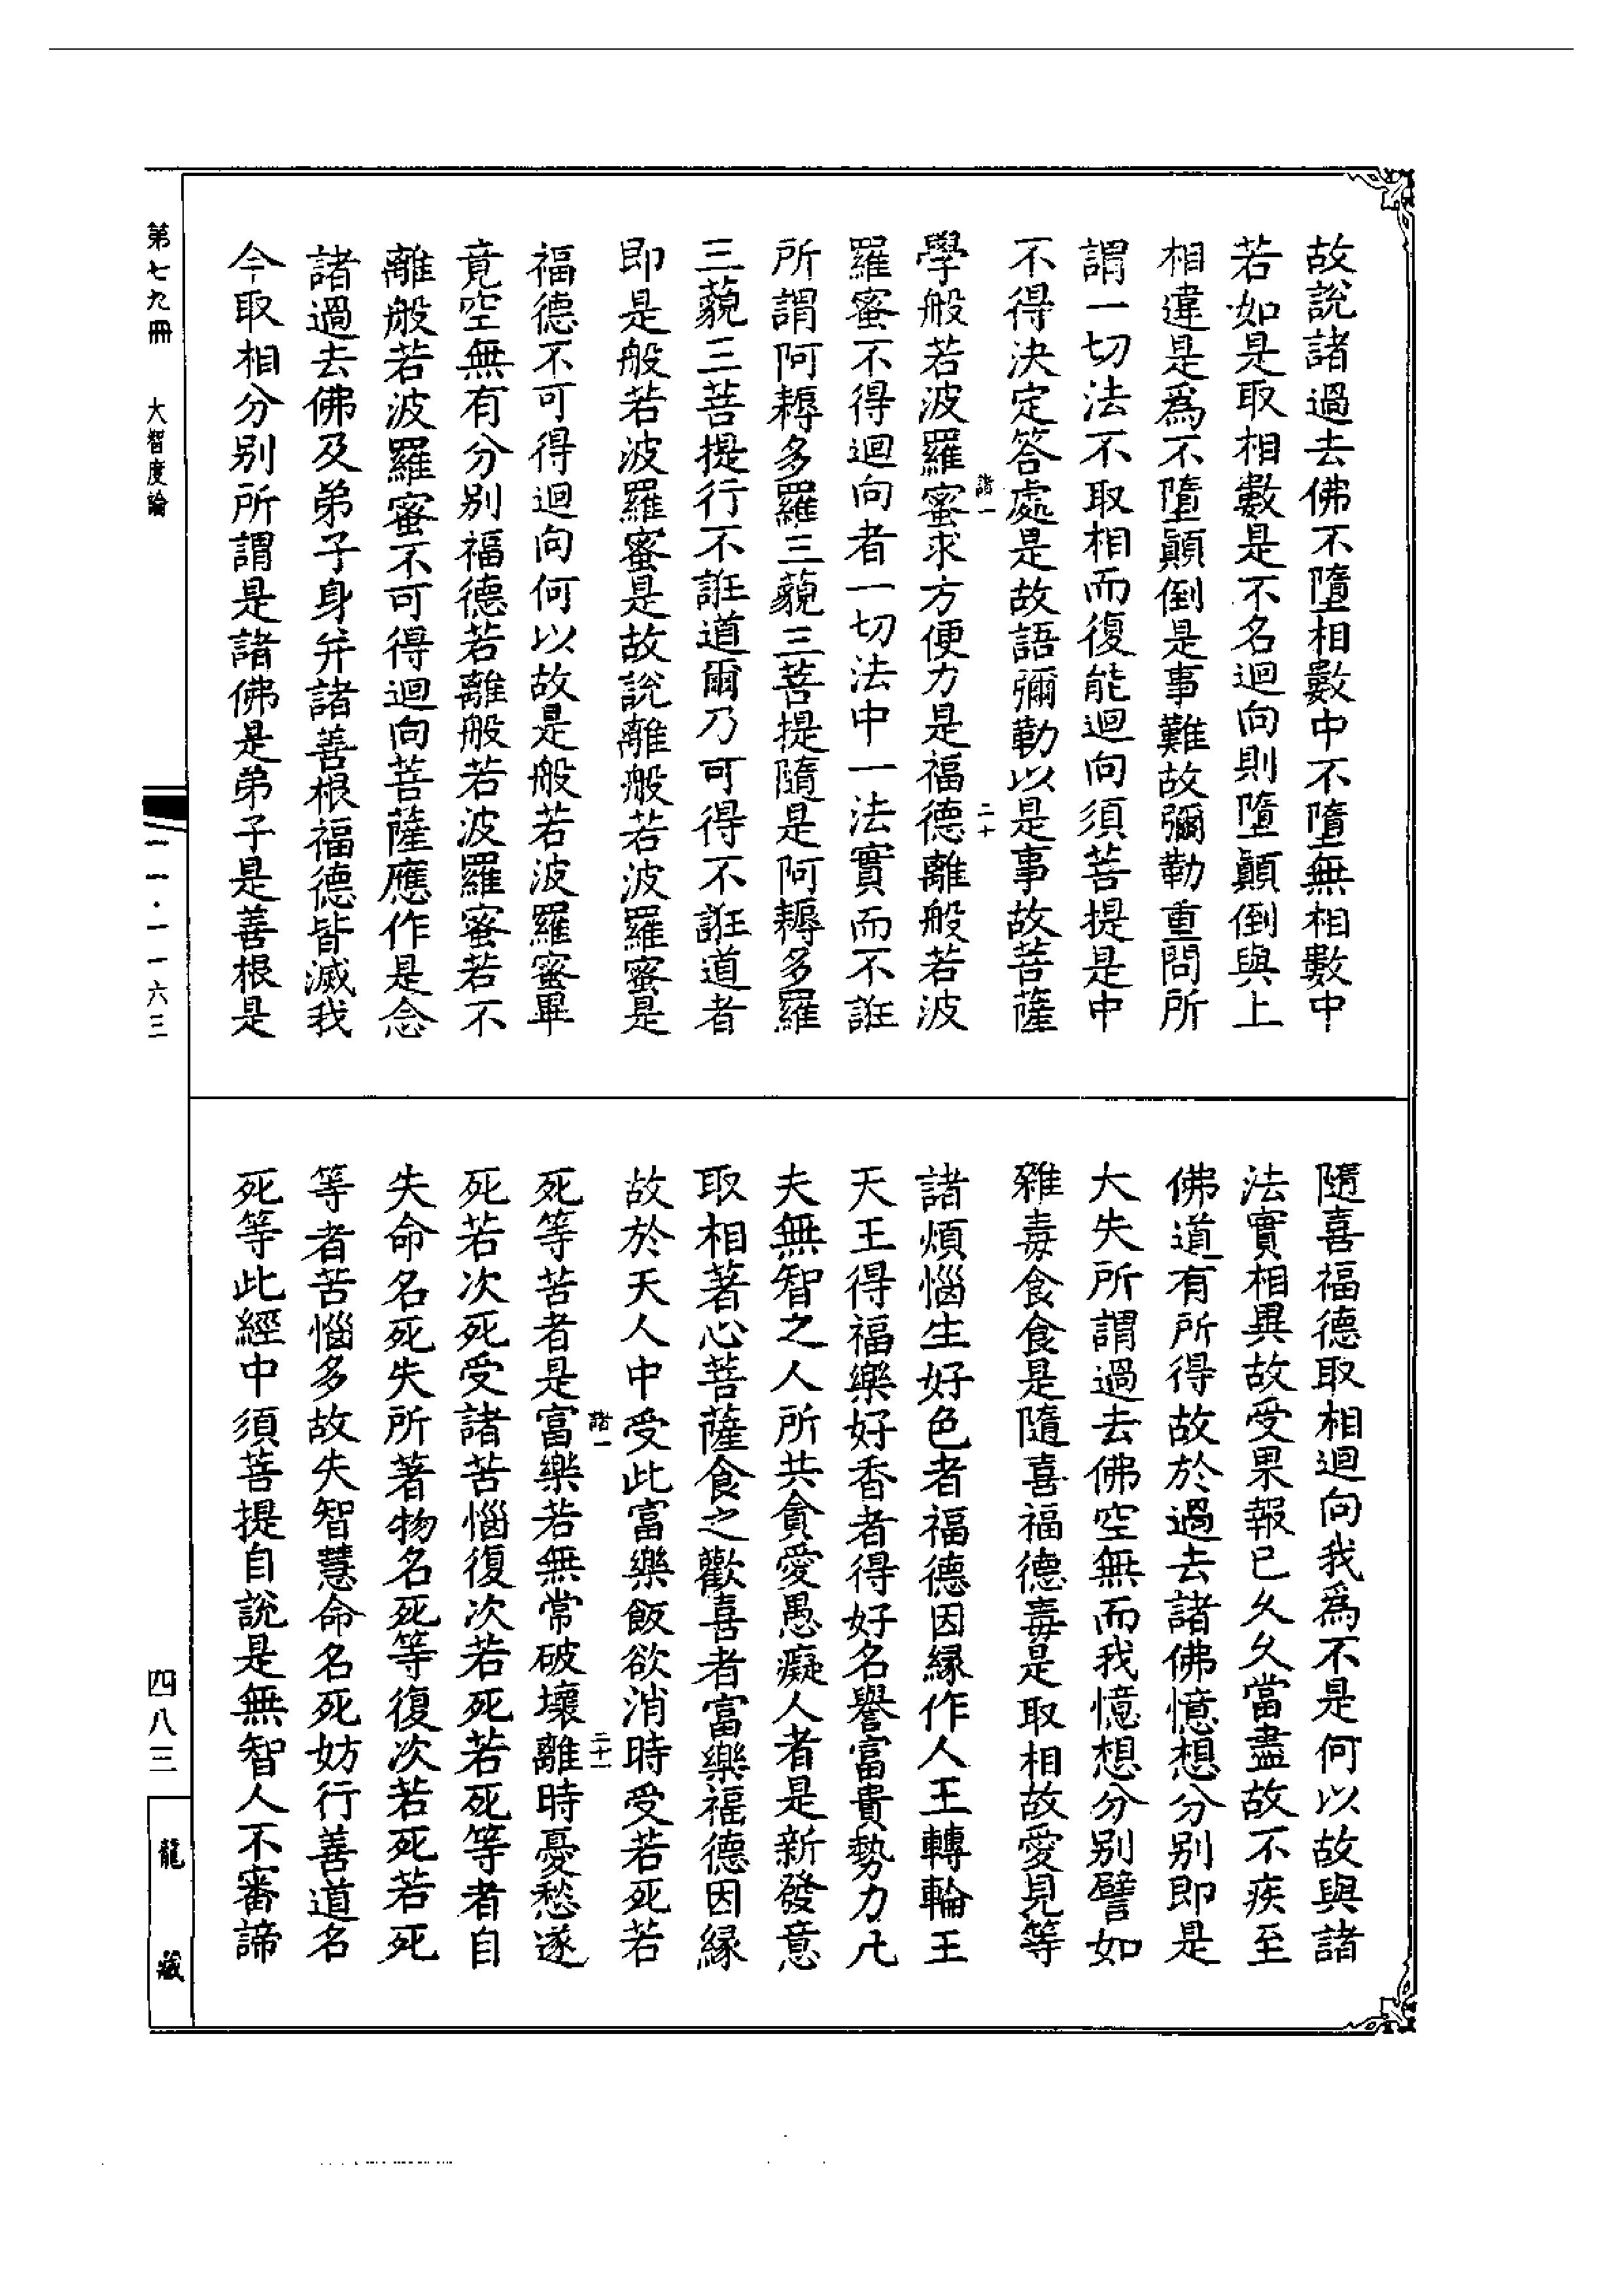 故說諸過去佛不墮相數中不墮無相數中
若如是取相數是不名迴向則墮顛倒與上
相違是為不墮顛倒是事難故彌勒重問所
謂一切法不取相而復能迴向須菩提是中
不得決定答處是故語彌勒以是事故菩薩
諧一
二十
學般若波羅蜜求方便力是福德離般若波
羅蜜不得迴向者一切法中一法實而不誑
所謂阿耨多羅三藐三菩提隨是阿耨多羅
三藐三菩提行不誑道爾乃可得不誑道者
即是般若波羅蜜是故說離般若波羅蜜是
福德不可得迴向何以故是般若波羅蜜畢
竟空無有分別福德若離般若波羅蜜若不
離般若波羅蜜不可得迴向菩薩應作是念
諸過去佛及弟子身并諸善根福德皆滅我
今取相分別所謂是諸佛是弟子是善根是
隨喜福德取相迴向我為不是何以故與諸
法實相異故受果報已久久當盡故不疾至
佛道有所得故於過去諸佛憶想分別即是
大失所謂過去佛空無而我憶想分別譬如
雜毒食食是隨喜福德毒是取相故愛見等
諸煩惱生好色者福德因緣作人王轉輪王
天王得福樂好香者得好名譽富貴勢力凡
夫無智之人所共貪愛愚癡人者是新發意
取相著心菩薩食之歡喜者富樂福德因緣
故於天人中受此富樂飯欲消時受若死若
諧一
二十一
死等苦者是富樂若無常破壞離時憂愁遂
死若次死受諸苦惱復次若死若死等者自
失命名死失所著物名死等復次若死若死
等者苦惱多故失智慧命名死妨行善道名
死等此經中須菩提自說是無智人不審諦
第七九冊 大智度論
一一·一一六三
四八三
龍藏